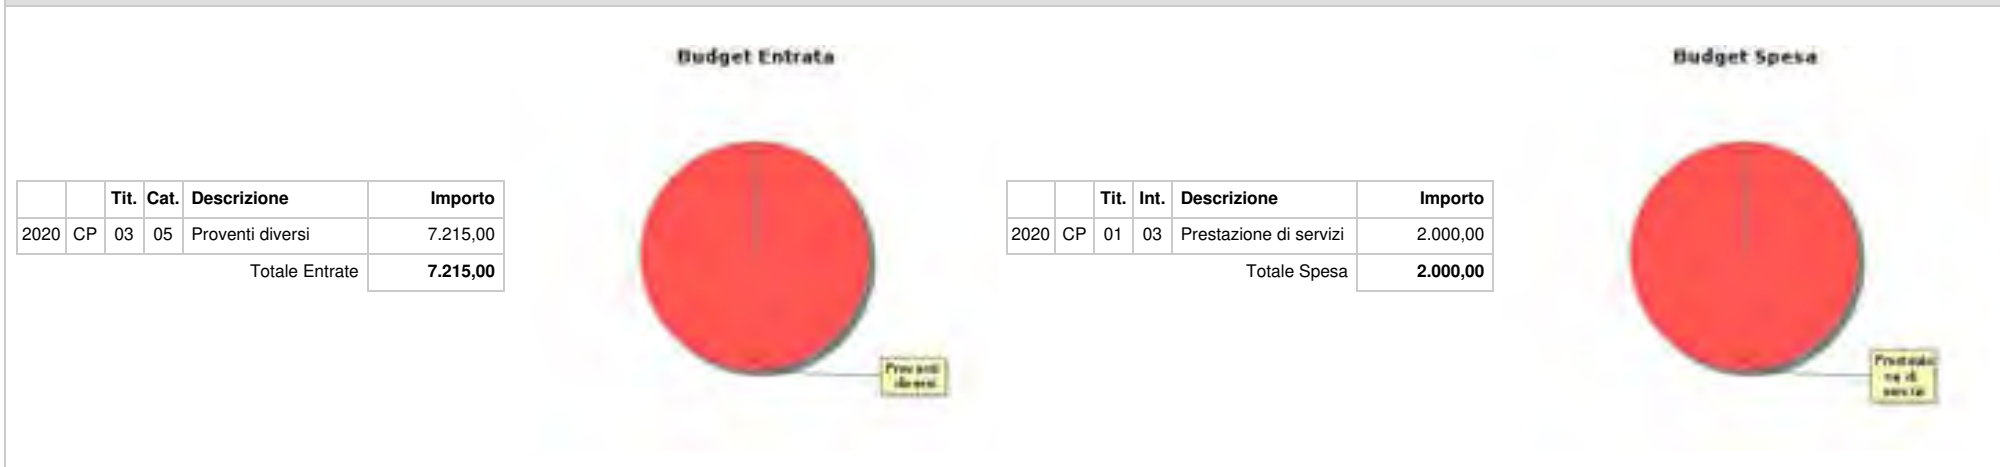 Budget Entrata
Tit. Cat. Descrizione Importo
2020 CP 03 05 Proventi diversi 7.215,00
Totale Entrate 7.215,00
Proventi
diversi
Budget Spesa
Tit. Int. Descrizione Importo
2020 CP 01 03 Prestazione di servizi 2.000,00
Totale Spesa 2.000,00
Prestazio
ne di
servizi